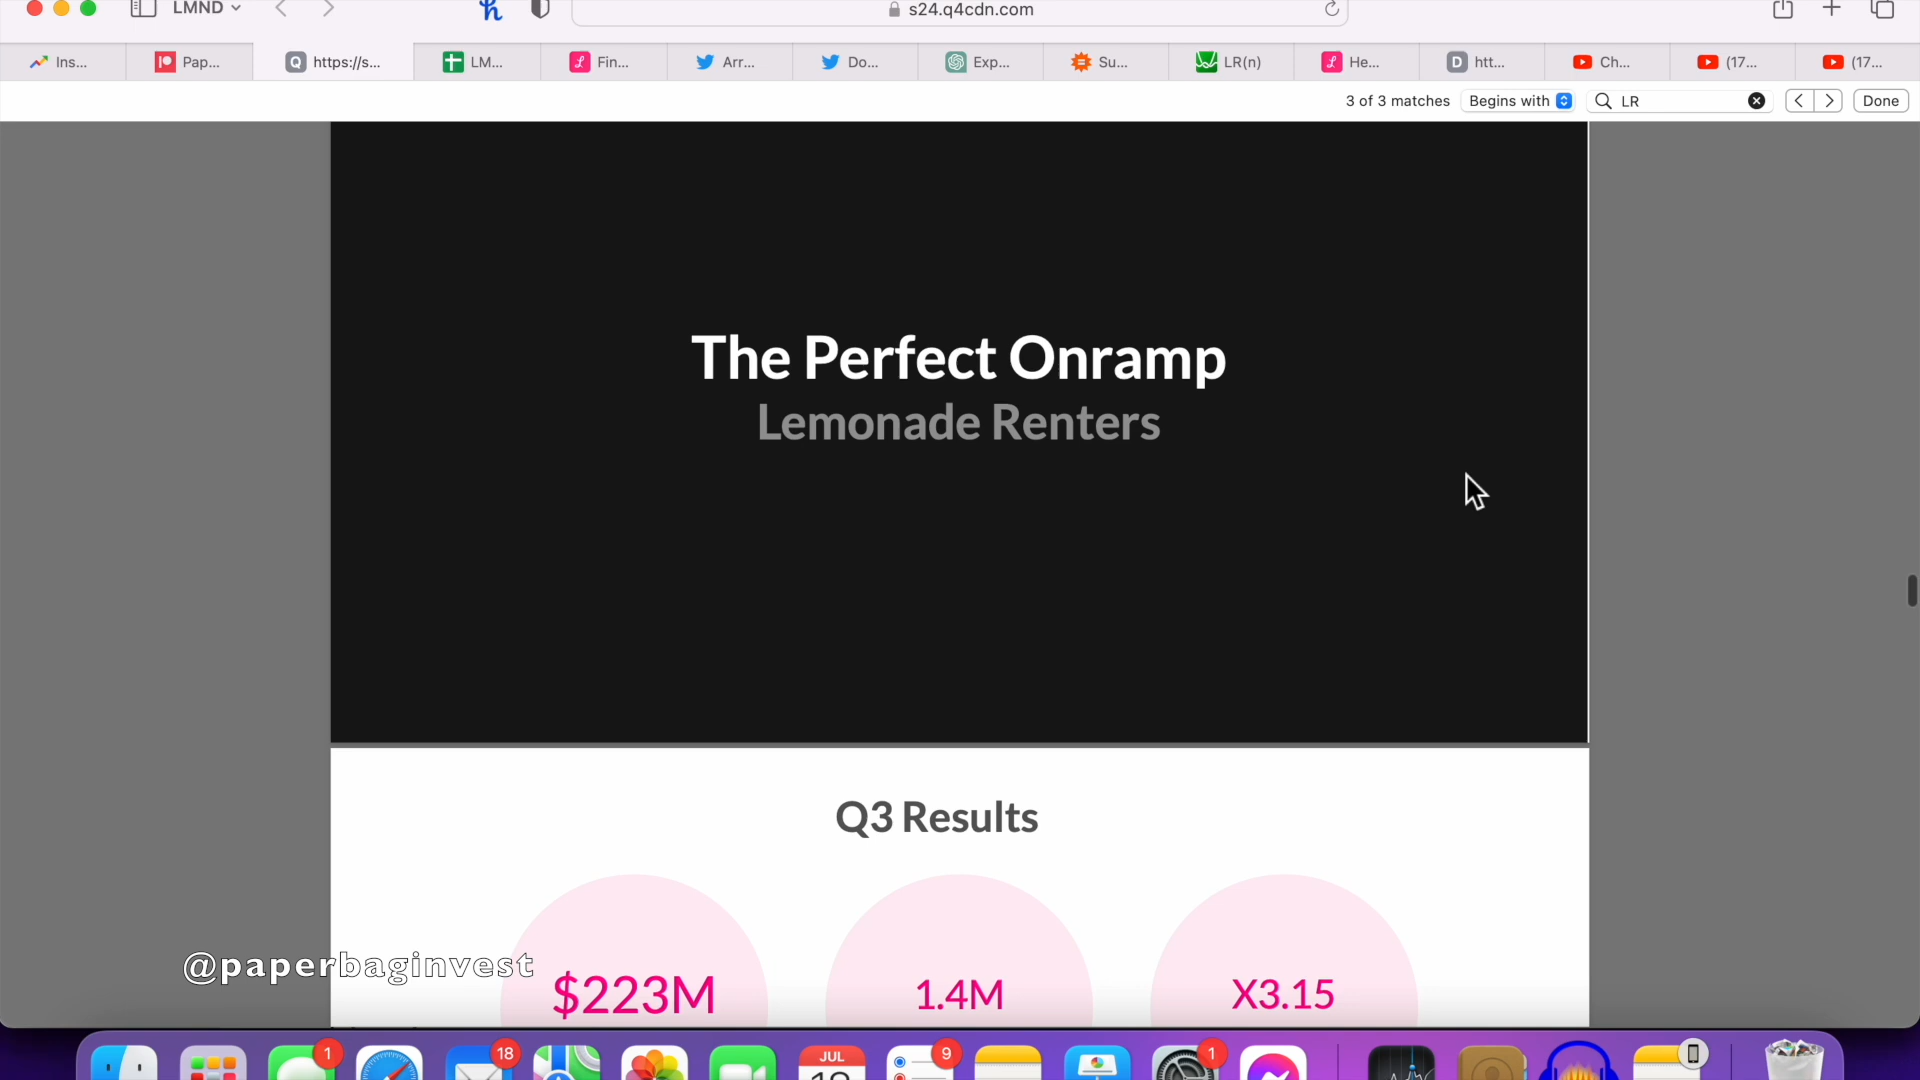 LMND
s24.q4cdn.com
Ins...
Pap...
https://s...
LM...
Fin...
Arr...
Do...
Exp...
Su...
LR(n)
He...
htt...
Ch...
(17...
(17...
3 of 3 matches
Begins with
LR
Done
The Perfect Onramp
Lemonade Renters
Q3 Results
@paperbaginvest
$223M
1.4M
X3.15
1
18
JUL
9
1